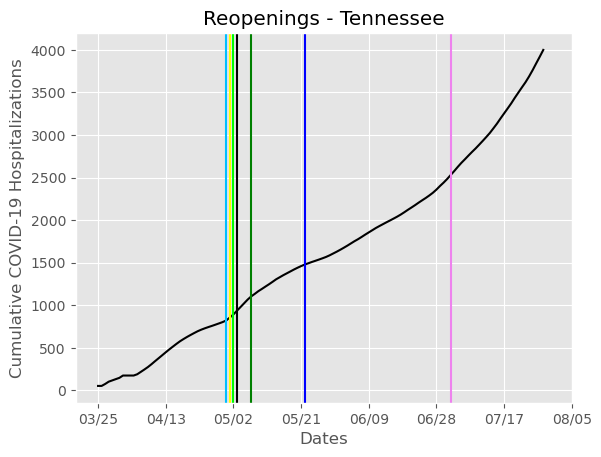 Reopenings - Tennessee
Cumulative COVID-19 Hospitalizations
4000
3500
3000
2500
2000
1500
1000
500
0
03/25 04/13 05/02 05/21 06/09 06/28 07/17 08/05
Dates